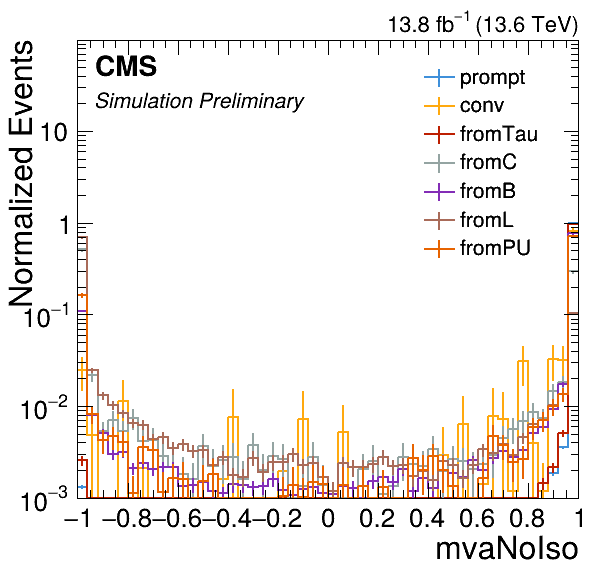 13.8 fb⁻¹ (13.6 TeV)
CMS
Simulation Preliminary
prompt
conv
fromTau
fromC
fromB
fromL
fromPU
Normalized Events
10
1
10⁻¹
10⁻²
10⁻³
−1 −0.8 −0.6 −0.4 −0.2 0 0.2 0.4 0.6 0.8 1
mvaNoIso